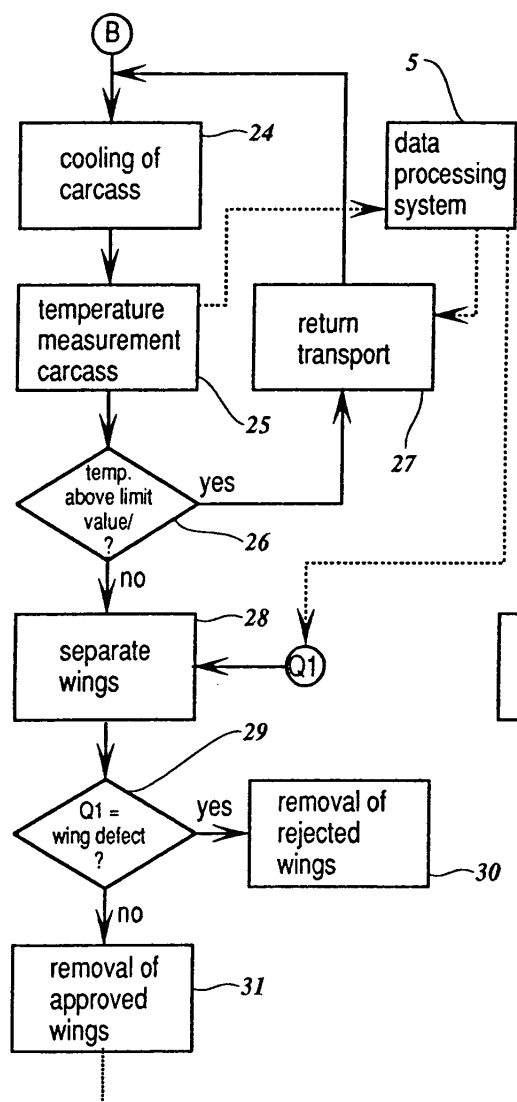 B
24
cooling of
carcass
5
data
processing
system
temperature
measurement
carcass
25
return
transport
27
temp.
above limit
value/
?
yes
26
no
28
separate
wings
Q1
29
Q1 =
wing defect
?
yes
removal of
rejected
wings
30
no
removal of
approved
wings
31